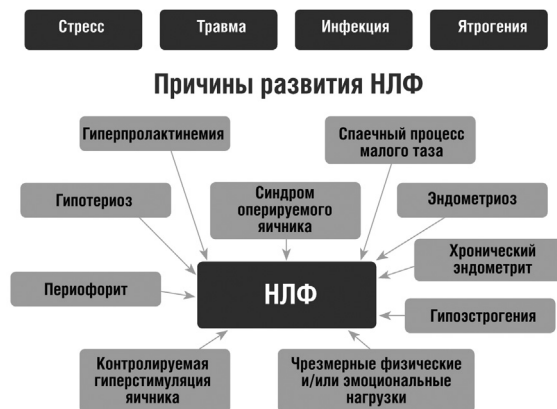 Стресс
Травма
Инфекция
Ятрогения
Причины развития НЛФ
Гиперпролактинемия
Спаечный процесс
малого таза
Гипотериоз
Синдром
оперируемого
яичника
Эндометриоз
Хронический
эндометрит
Периофорит
НЛФ
Гипоэстрогения
Контролируемая
гиперстимуляция
яичника
Чрезмерные физические
и/или эмоциональные
нагрузки